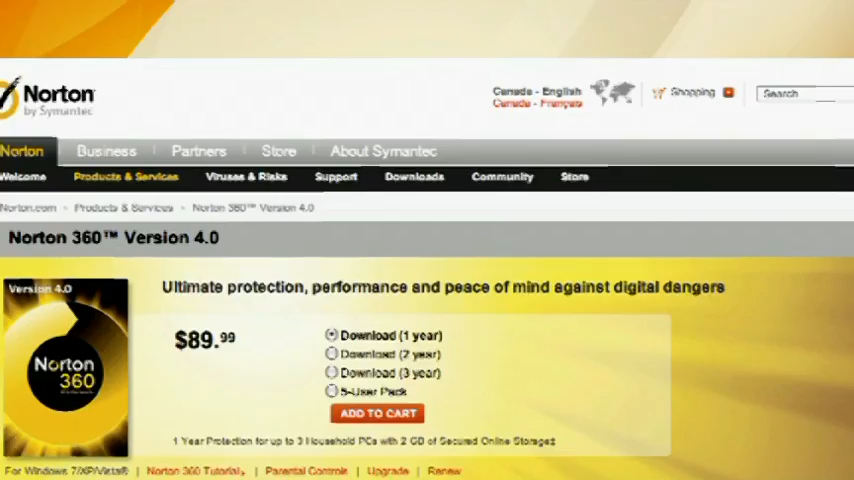 Norton
by Symantec
Canada - English
Canada - Français
Shopping
Search
Norton Business Partners Store About Symantec
Welcome Products & Services Viruses & Risks Support Downloads Community Store
Norton.com Products & Services Norton 360™ Version 4.0
Norton 360™ Version 4.0
Version 4.0
Norton
360
Ultimate protection, performance and peace of mind against digital dangers
$89.99
Download (1 year)
Download (2 year)
Download (3 year)
5-User Pack
ADD TO CART
1 Year Protection for up to 3 Household PCs with 2 GD of Secured Online Storage‡
For Windows 7/XP/Vista® | Norton 360 Tutorial | Parental Controls | Upgrade | Renew